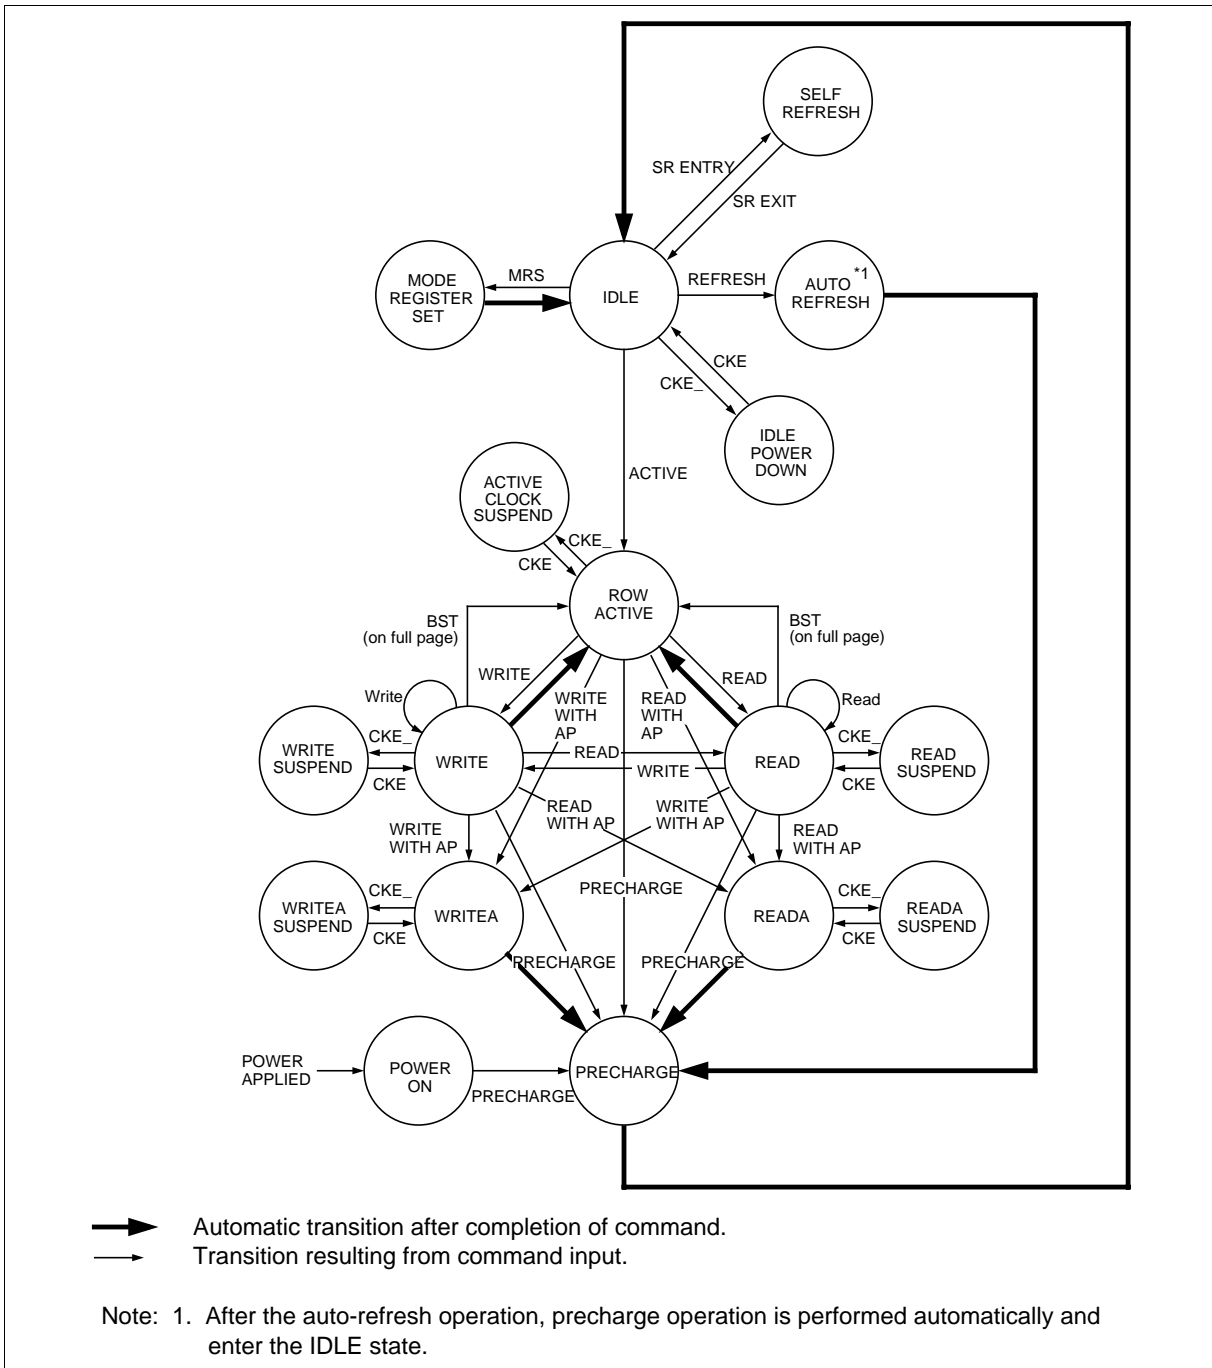 SELF
REFRESH
SR ENTRY
SR EXIT
MODE
REGISTER
SET
MRS
IDLE
REFRESH
AUTO *1
REFRESH
CKE
CKE_
IDLE
POWER
DOWN
ACTIVE
ACTIVE
CLOCK
SUSPEND
CKE_
CKE
ROW
ACTIVE
BST
(on full page)
BST
(on full page)
WRITE
READ
WRITE
WITH
AP
READ
WITH
AP
Write
Read
WRITE
SUSPEND
CKE_
CKE
WRITE
READ
WRITE
READ
CKE_
CKE
READ
SUSPEND
READ
WITH AP
WRITE
WITH AP
WRITE
WITH AP
READ
WITH AP
PRECHARGE
WRITEA
SUSPEND
CKE_
CKE
WRITEA
READA
CKE_
CKE
READA
SUSPEND
PRECHARGE
PRECHARGE
POWER
APPLIED
POWER
ON
PRECHARGE
PRECHARGE
Automatic transition after completion of command.
Transition resulting from command input.
Note: 1. After the auto-refresh operation, precharge operation is performed automatically and
enter the IDLE state.